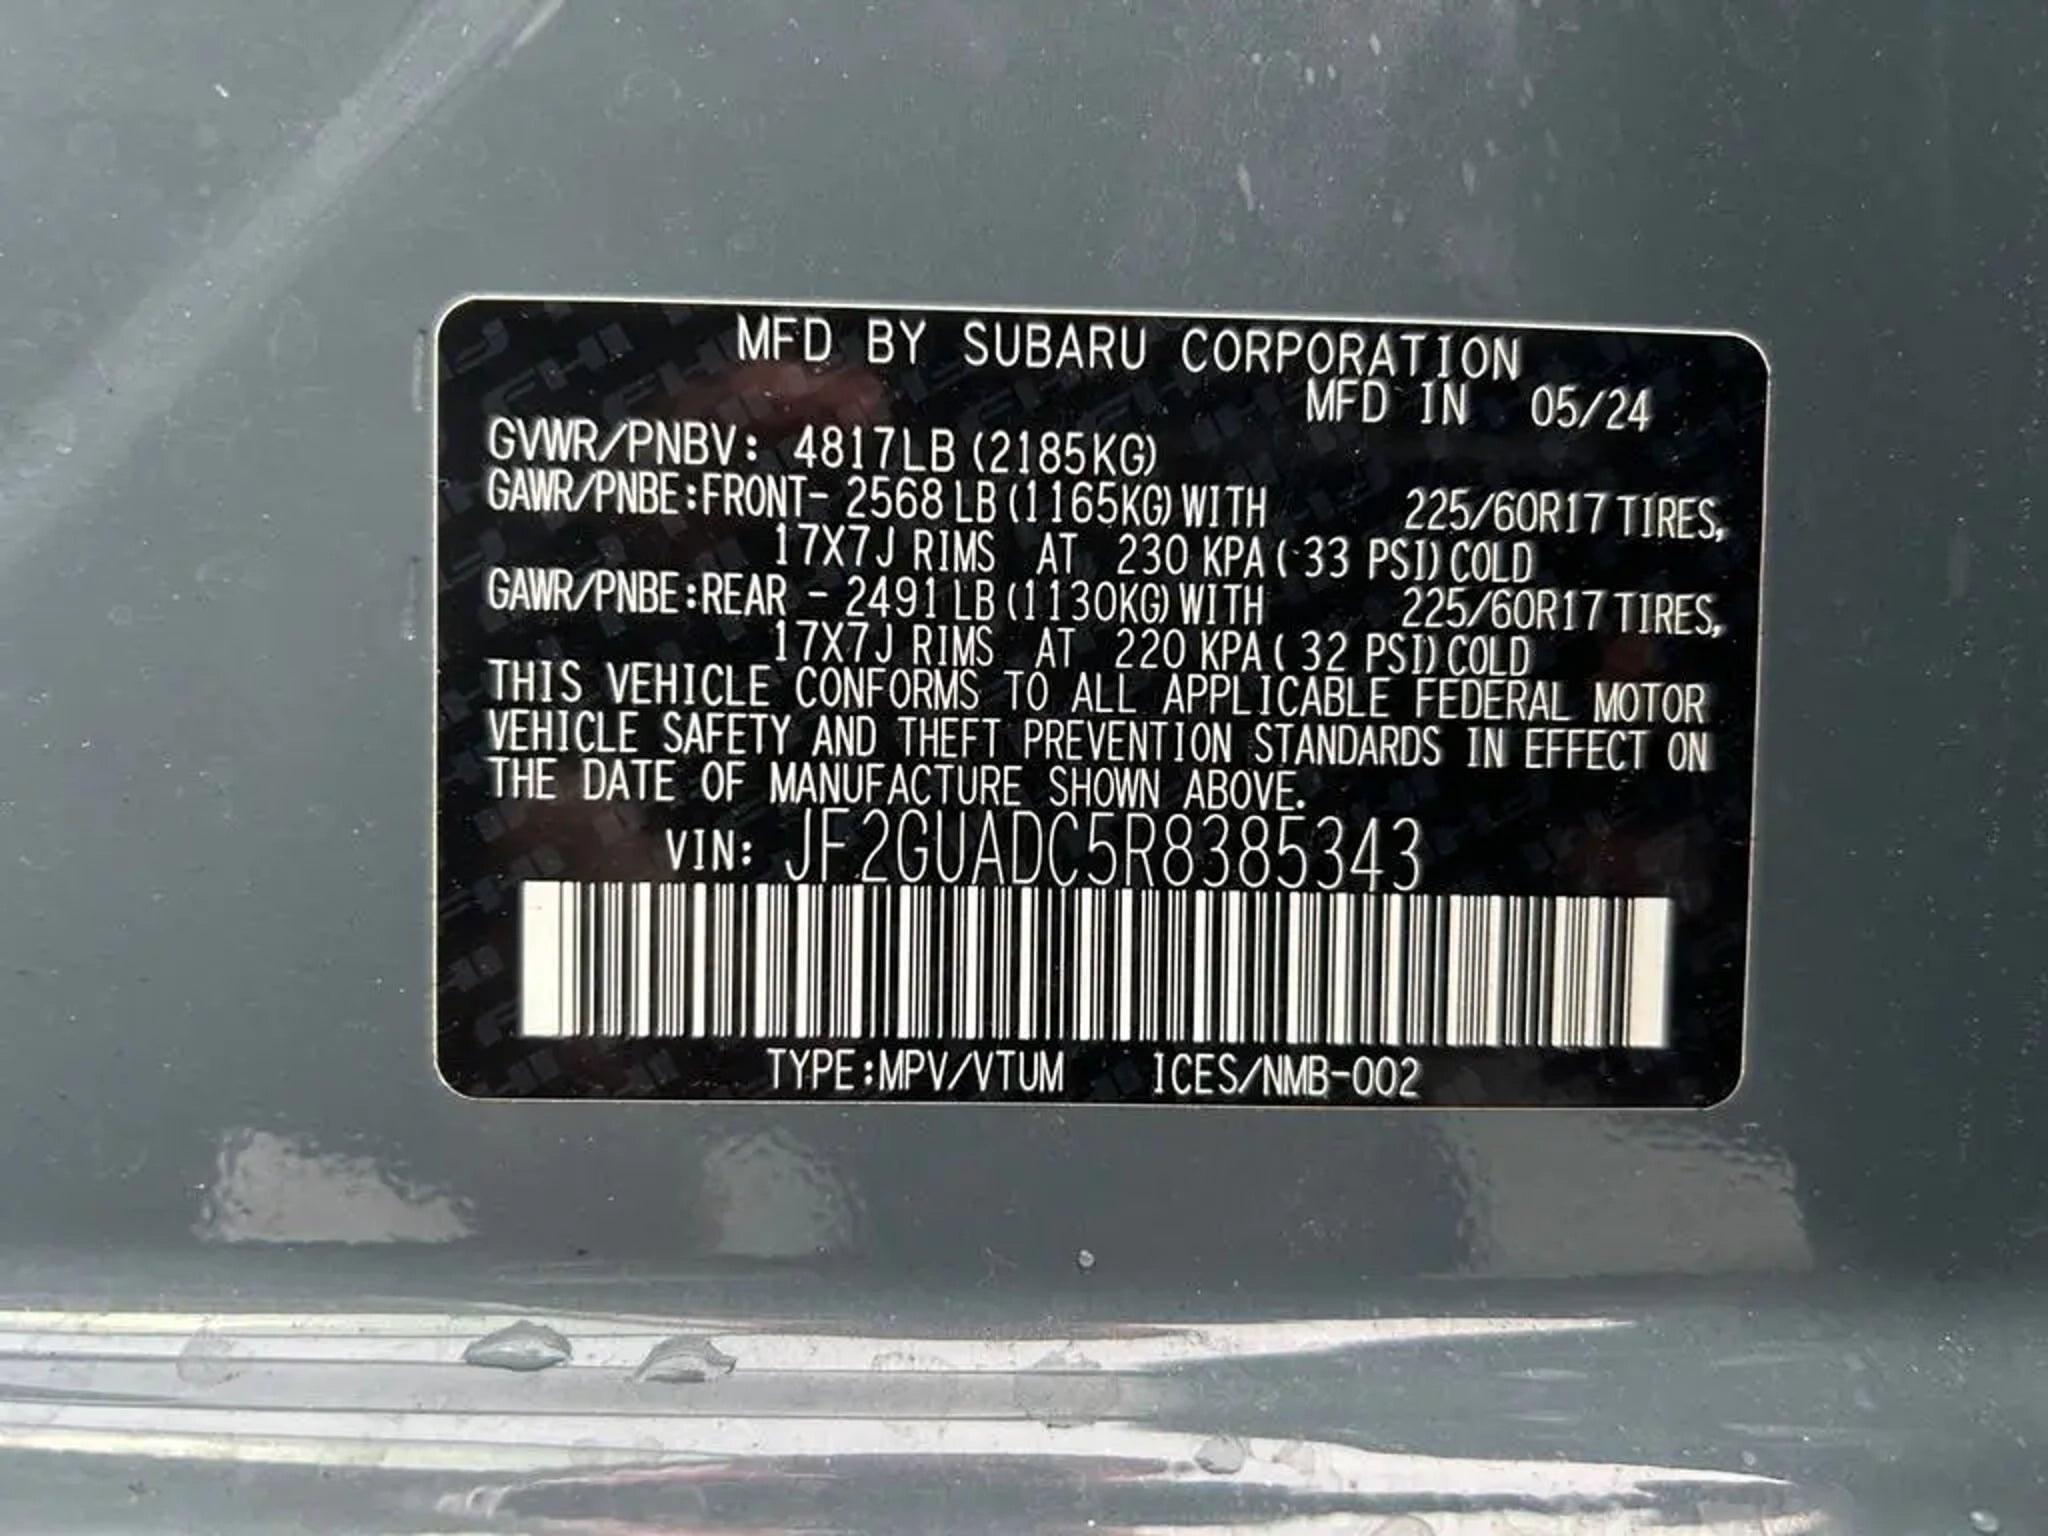 MFD BY SUBARU CORPORATION
MFD IN 05/24
GVWR/PNBV: 4817LB (2185KG)
GAWR/PNBE:FRONT- 2568 LB (1165KG) WITH 225/60R17 TIRES,
17X7J RIMS AT 230 KPA ( 33 PSI) COLD
GAWR/PNBE:REAR - 2491 LB (1130KG) WITH 225/60R17 TIRES,
17X7J RIMS AT 220 KPA ( 32 PSI) COLD
THIS VEHICLE CONFORMS TO ALL APPLICABLE FEDERAL MOTOR
VEHICLE SAFETY AND THEFT PREVENTION STANDARDS IN EFFECT ON
THE DATE OF MANUFACTURE SHOWN ABOVE.
VIN: JF2GUADC5R8385343
TYPE:MPV/VTUM ICES/NMB-002